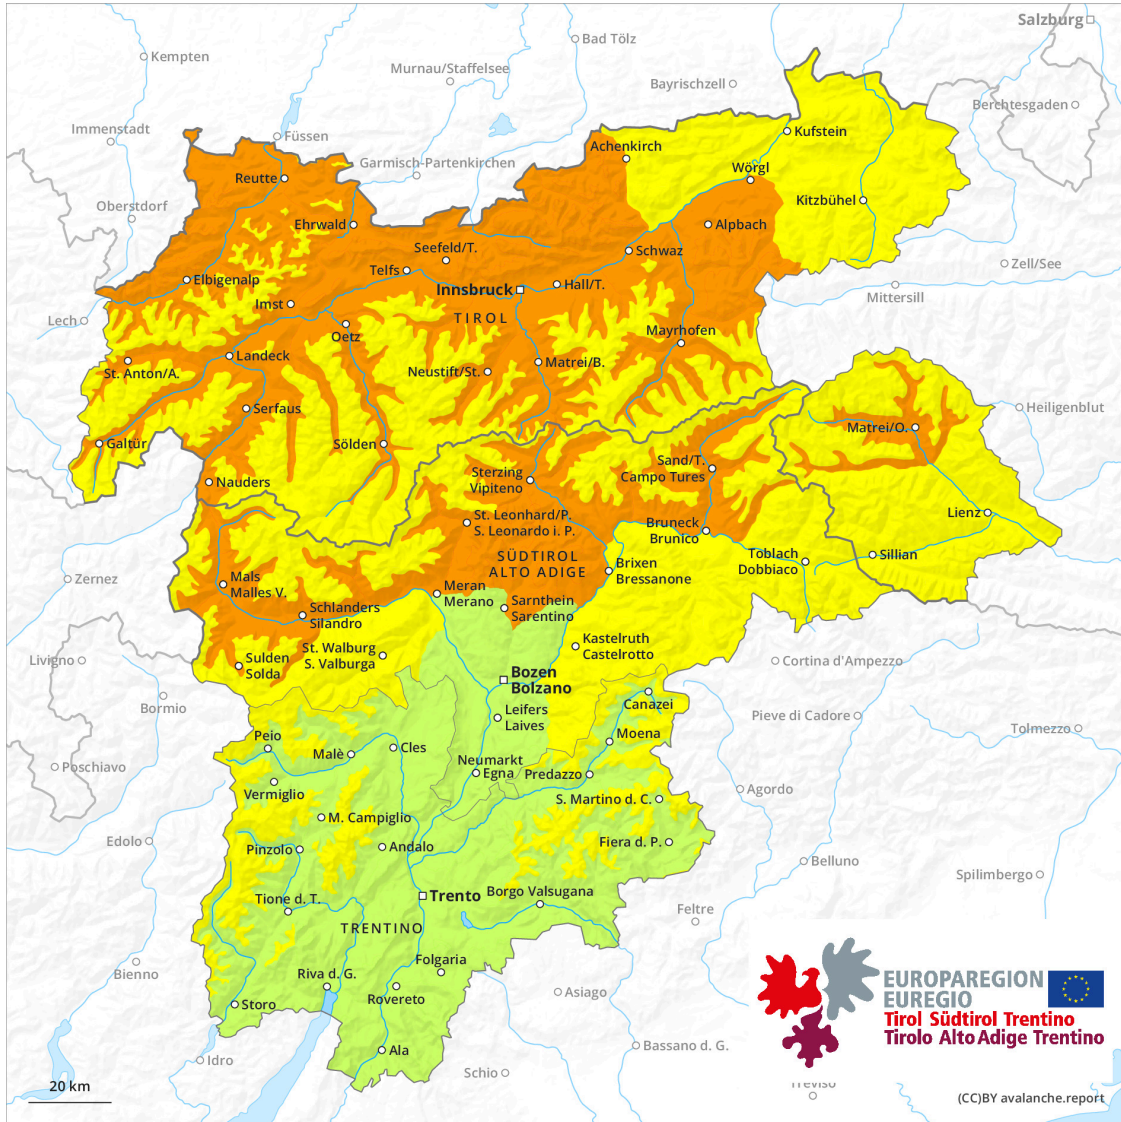 Salzburg
Bad Tölz
Kempten
Murnau/Staffelsee
Bayrischzell
Berchtesgaden
Immenstadt
Füssen
Kufstein
Achenkirch
Garmisch-Partenkirchen
Wörgl
Reutte
Kitzbühel
Oberstdorf
Ehrwald
Alpbach
Seefeld/T.
Schwaz
Zell/See
Telfs
Elbigenalp
Innsbruck
Hall/T.
Mittersill
Imst
Lech
TIROL
Oetz
Mayrhofen
Landeck
Matrei/B.
St. Anton/A.
Neustift/St.
Serfaus
Heiligenblut
Matrei/O.
Galtür
Sölden
Sand/T.
Campo Tures
Sterzing
Vipiteno
Nauders
St. Leonhard/P.
S. Leonardo i. P.
Lienz
Bruneck
Brunico
SÜDTIROL
ALTO ADIGE
Toblach
Dobbiaco
Sillian
Brixen
Bressanone
Zernez
Mals
Malles V.
Meran
Merano
Sarnthein
Sarentino
Schlanders
Silandro
Kastelruth
Castelrotto
St. Walburg
S. Valburga
Livigno
Sulden
Solda
Cortina d'Ampezzo
Bozen
Bolzano
Bormio
Canazei
Leifers
Laives
Pieve di Cadore
Tolmezzo
Peio
Moena
Malè
Cles
Neumarkt
Egna
Predazzo
Poschiavo
Vermiglio
Agordo
S. Martino d. C.
M. Campiglio
Edolo
Pinzolo
Andalo
Fiera d. P.
Belluno
Spilimbergo
Trento
Borgo Valsugana
Tione d. T.
Feltre
TRENTINO
Folgaria
Bienno
Riva d. G.
Rovereto
Asiago
Storo
EUROPAREGION
EUREGIO
Tirol Südtirol Trentino
Tirolo Alto Adige Trentino
Ala
Idro
Bassano d. G.
Schio
20 km
Treviso
(CC)BY avalanche.report